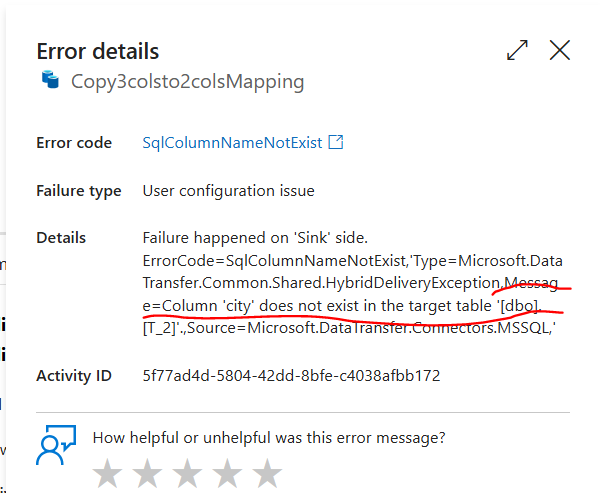 Error details
Copy3colsto2colsMapping
Error code SqlColumnNameNotExist
Failure type User configuration issue
Details Failure happened on 'Sink' side.
ErrorCode=SqlColumnNameNotExist,'Type=Microsoft.Data
Transfer.Common.Shared.HybridDeliveryException,Messag
e=Column 'city' does not exist in the target table '[dbo].
[T_2]'.,Source=Microsoft.DataTransfer.Connectors.MSSQL,'
Activity ID 5f77ad4d-5804-42dd-8bfe-c4038afbb172
How helpful or unhelpful was this error message?